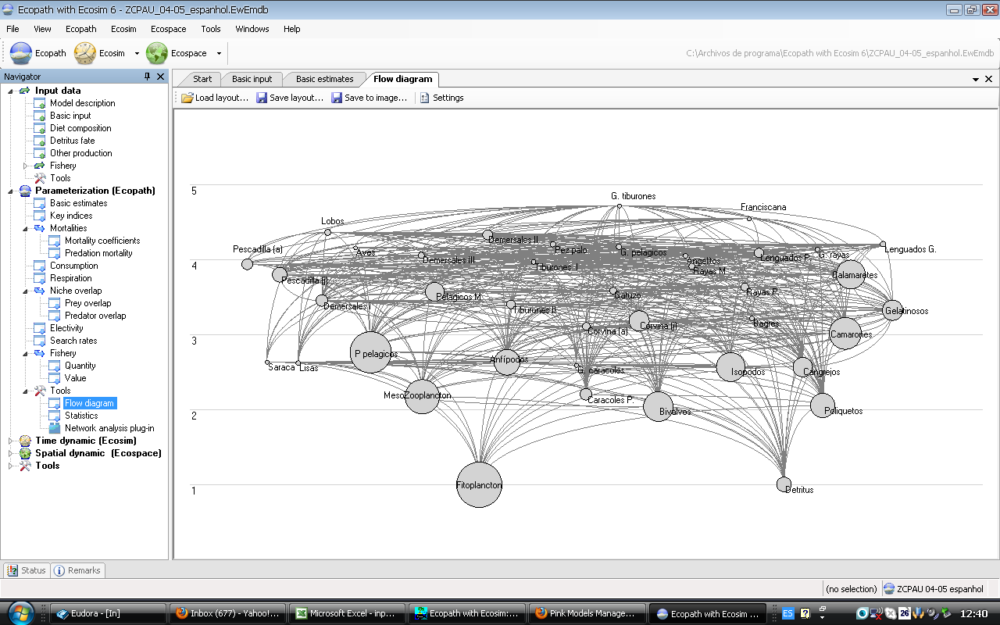 Ecopath with Ecosim 6 - ZCPAU_04-05_espanhol.EwEmdb
File View Ecopath Ecosim Ecospace Tools Windows Help
Ecopath Ecosim Ecospace C:\Archivos de programa\Ecopath with Ecosim 6\ZCPAU_04-05_espanhol.EwEmdb
Navigator
Start Basic input Basic estimates Flow diagram
Load layout... Save layout... Save to image... Settings
Input data
Model description
Basic input
Diet composition
Detritus fate
Other production
Fishery
Tools
Parameterization (Ecopath)
Basic estimates
Key indices
Mortalities
Mortality coefficients
Predation mortality
Consumption
Respiration
Niche overlap
Prey overlap
Predator overlap
Electivity
Search rates
Fishery
Quantity
Value
Tools
Flow diagram
Statistics
Network analysis plug-in
Time dynamic (Ecosim)
Spatial dynamic (Ecospace)
Tools
5
G. tiburones
Franciscana
Lobos
Demersales II
Pescadilla (a)
Aves
Pez palo
G. pelagicos
G. rayas
Lenguados G.
4
Demersales III
Tiburones I
Angelitos
Lenguados P.
Rayas M.
Calamaretes
Pescadilla (j)
Pelagicos M.
Gatuzo
Rayas P.
Demersales I
Tiburones II
Gelatinosos
3
Corvina (a)
Corvina (j)
Bagres
Camarones
P pelagicos
Anfípodos
Saraca
Lisas
G. caracoles
Isopodos
Cangrejos
MesoZooplancton
Caracoles P.
2
Bivalvos
Poliquetos
1
Fitoplancton
Detritus
Status Remarks
(no selection) ZCPAU 04-05 espanhol
Eudora - [In] Inbox (677) - Yahoo!... Microsoft Excel - inp... Ecopath with Ecosim:... Pink Models Manage... Ecopath with Ecosim ... ES 26 12:40